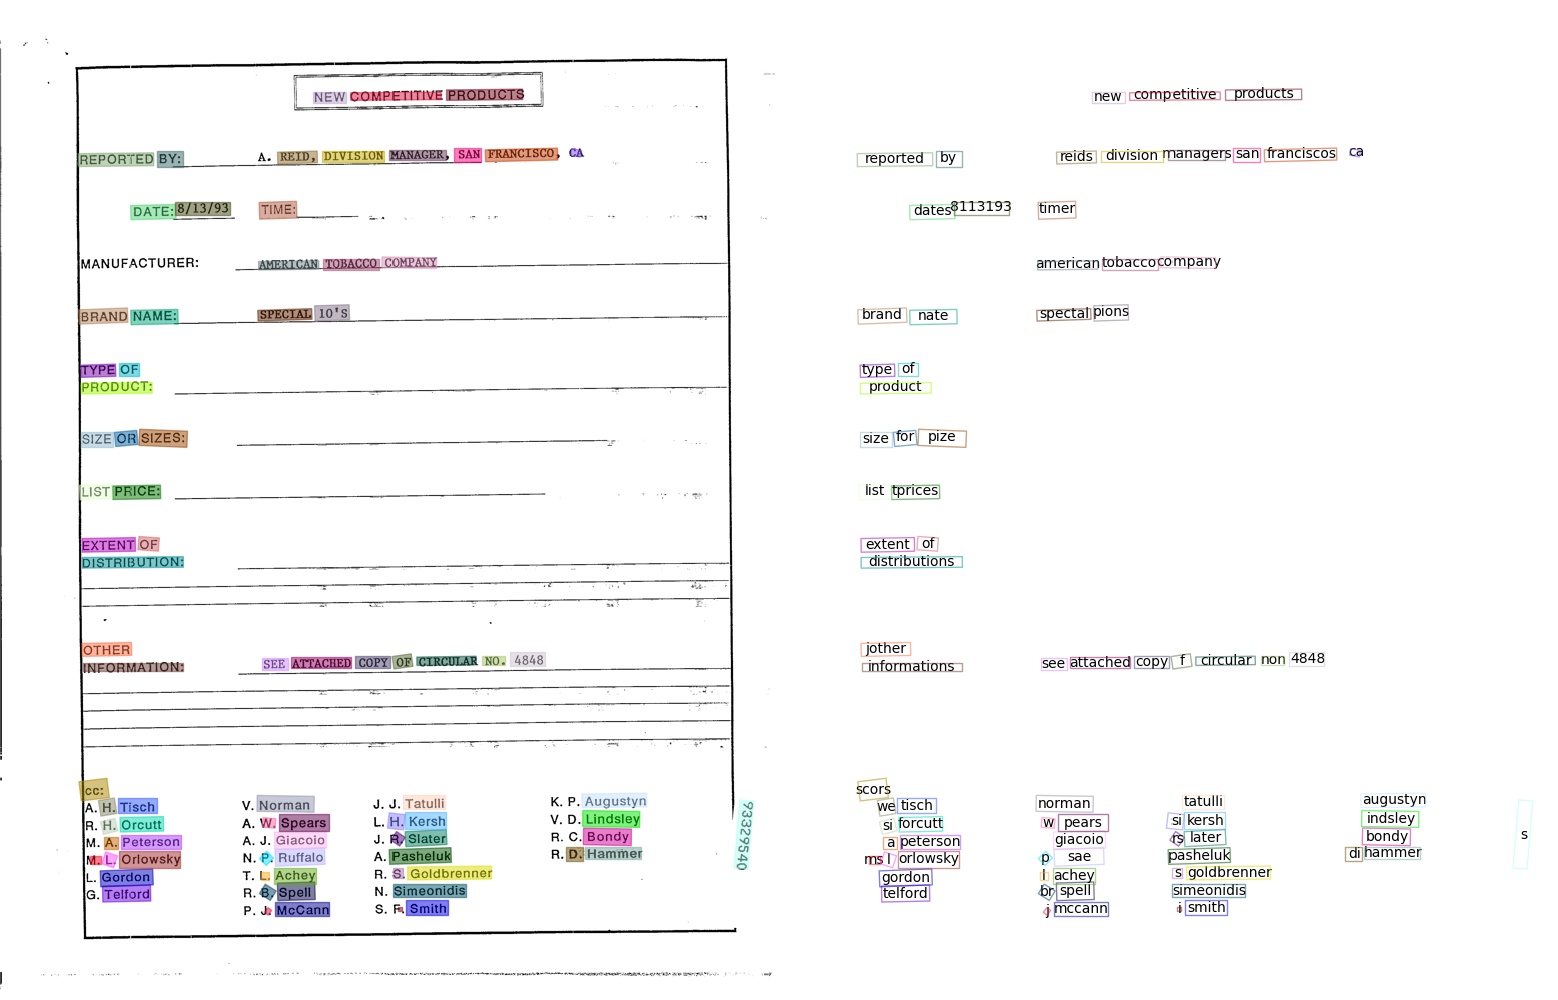 NEW COMPETITIVE PRODUCTS
REPORTED BY: A. REID, DIVISION MANAGER, SAN FRANCISCO, CA
DATE: 8/13/93 TIME:
MANUFACTURER: AMERICAN TOBACCO COMPANY
BRAND NAME: SPECIAL 10'S
TYPE OF
PRODUCT:
SIZE OR SIZES:
LIST PRICE:
EXTENT OF
DISTRIBUTION:
OTHER
INFORMATION: SEE ATTACHED COPY OF CIRCULAR NO. 4848
cc:
A. H. Tisch V. Norman J. J. Tatulli K. P. Augustyn
R. H. Orcutt A. W. Spears L. H. Kersh V. D. Lindsley
M. A. Peterson A. J. Giacoio J. R. Slater R. C. Bondy
M. L. Orlowsky N. P. Ruffalo A. Pasheluk R. D. Hammer
L. Gordon T. L. Achey R. S. Goldbrenner
G. Telford R. B. Spell N. Simeonidis
P. J. McCann S. F. Smith
93329540
new competitive products
reported by reids division managers san franciscos ca
dates 8113193 timer
american tobacco company
brand nate spectal pions
type of
product
size for pize
list tprices
extent of
distributions
jother
informations see attached copy f circular non 4848
scors
we tisch norman tatulli augustyn
si forcutt w pears si kersh indsley
a peterson giacoio rs later bondy
ms l orlowsky p sae pasheluk di hammer
gordon l achey s goldbrenner
telford br spell simeonidis
j mccann i smith
s